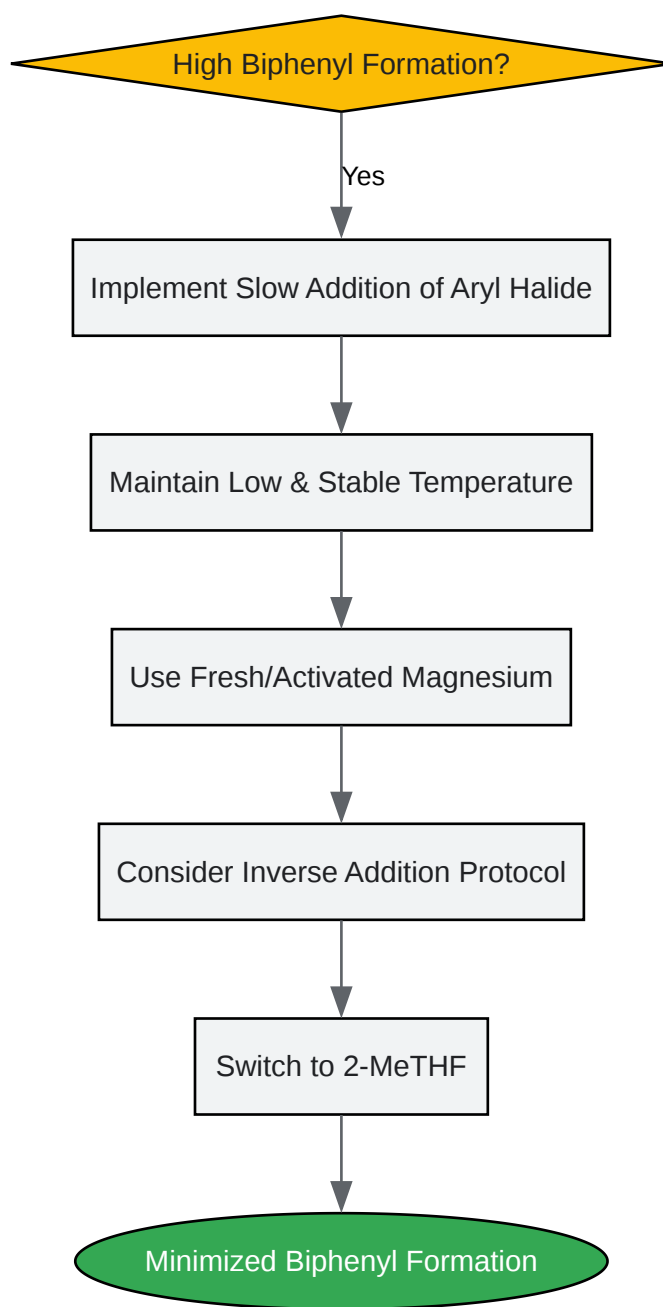 High Biphenyl Formation?
Yes
Implement Slow Addition of Aryl Halide
Maintain Low & Stable Temperature
Use Fresh/Activated Magnesium
Consider Inverse Addition Protocol
Switch to 2-MeTHF
Minimized Biphenyl Formation